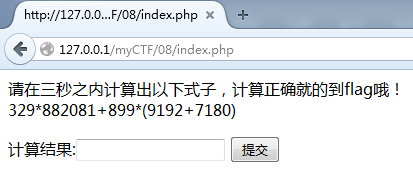 http://127.0.0...F/08/index.php
127.0.0.1/myCTF/08/index.php
请在三秒之内计算出以下式子，计算正确就的到flag哦！
329*882081+899*(9192+7180)
计算结果: 提交